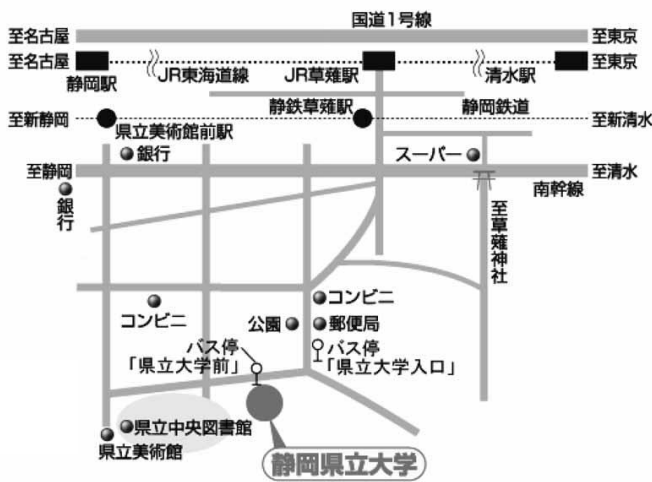 国道1号線
至名古屋
至東京
至名古屋
至東京
静岡駅
JR東海道線
JR草薙駅
清水駅
静鉄草薙駅
静岡鉄道
至新静岡
至新清水
県立美術館前駅
銀行
スーパー
至静岡
至清水
南幹線
銀行
至草薙神社
コンビニ
コンビニ
公園
郵便局
バス停
「県立大学前」
バス停
「県立大学入口」
県立中央図書館
県立美術館
静岡県立大学